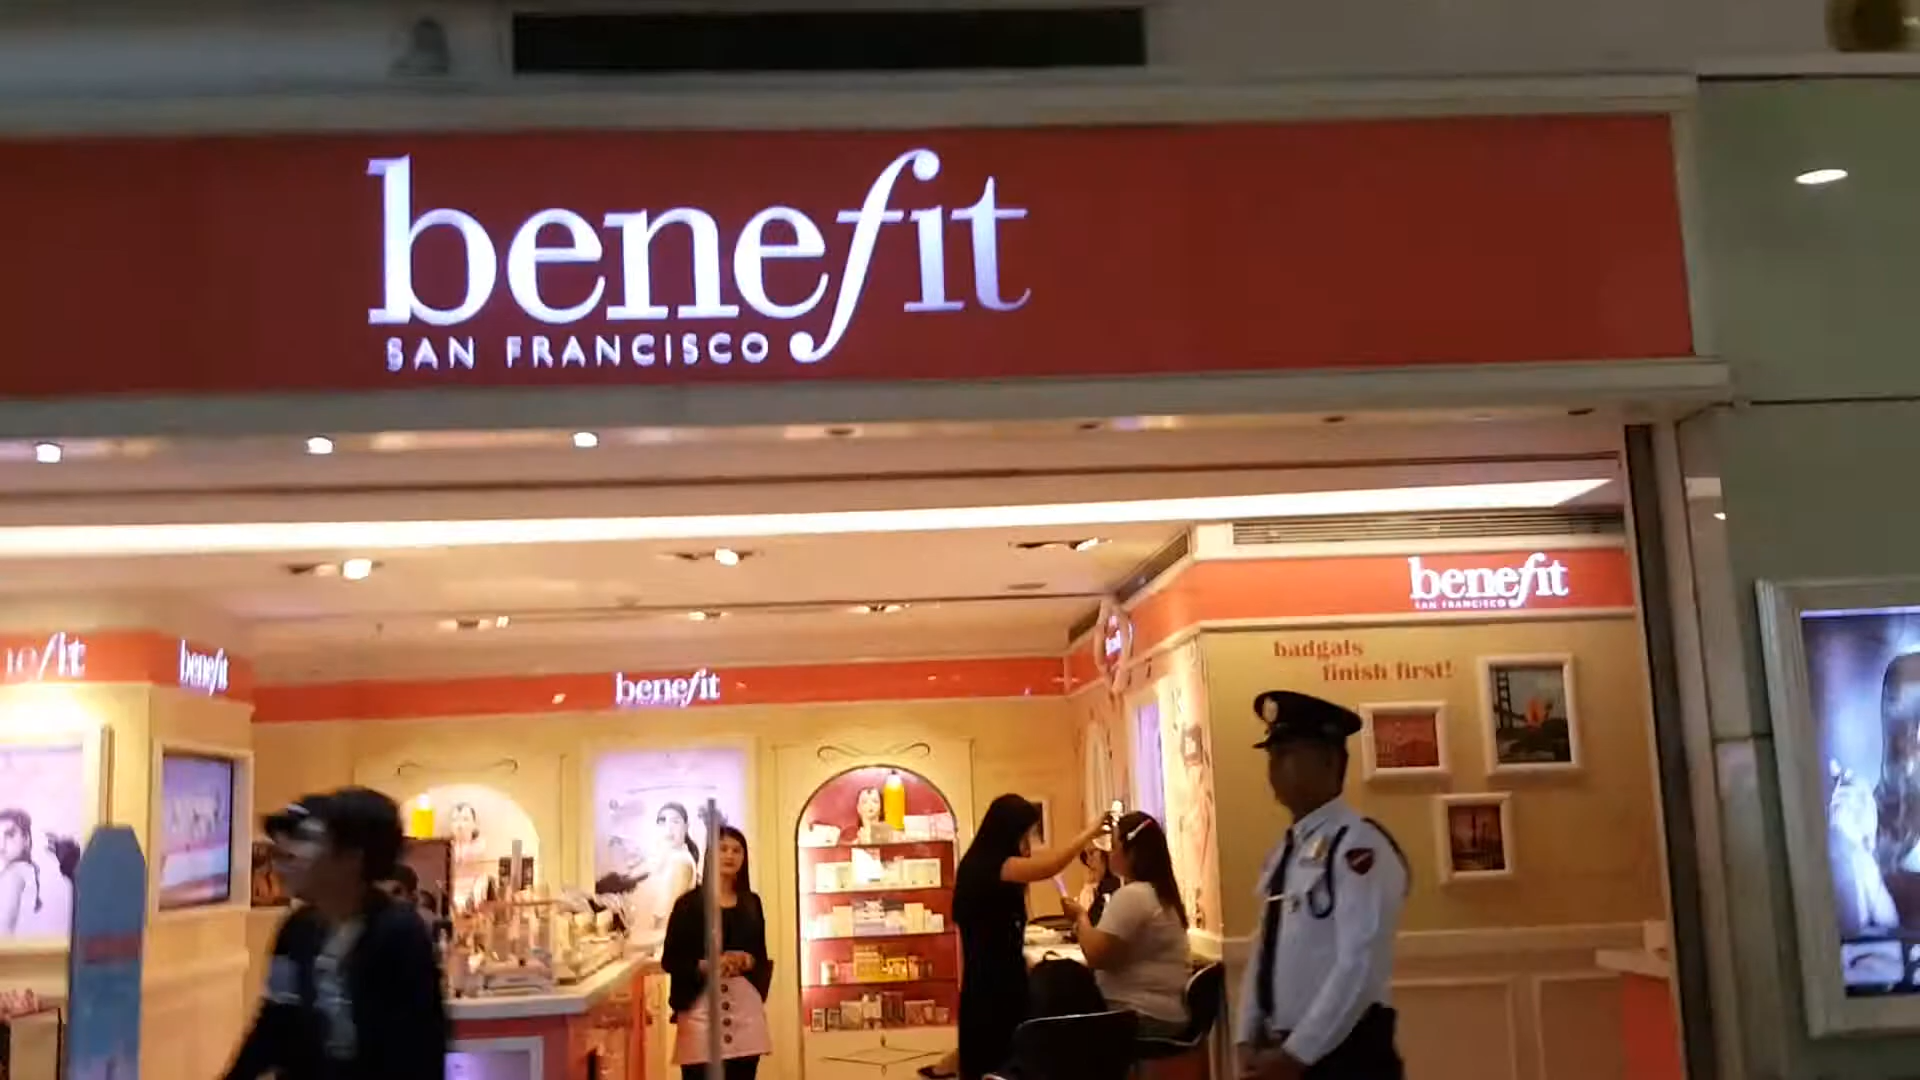 benefit
SAN FRANCISCO
benefit
SAN FRANCISCO
badgals
finish first!
benefit
benefit